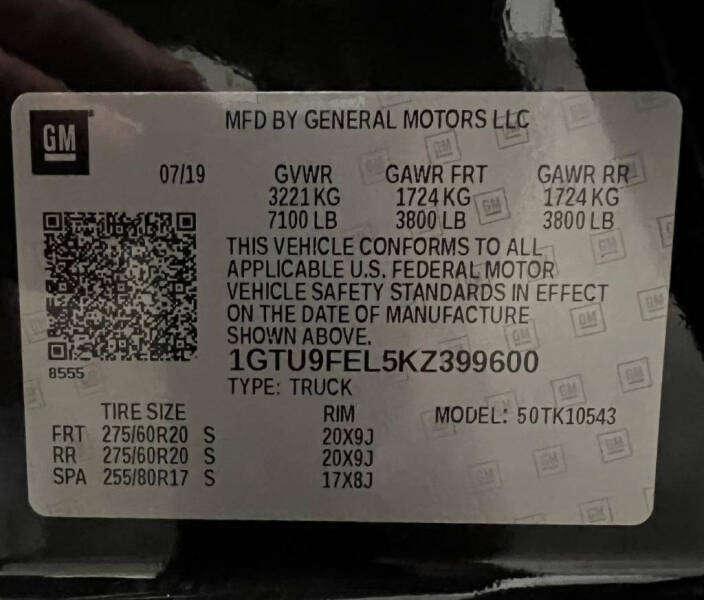 GM
MFD BY GENERAL MOTORS LLC
07/19 GVWR GAWR FRT GAWR RR
3221 KG 1724 KG 1724 KG
7100 LB 3800 LB 3800 LB
THIS VEHICLE CONFORMS TO ALL
APPLICABLE U.S. FEDERAL MOTOR
VEHICLE SAFETY STANDARDS IN EFFECT
ON THE DATE OF MANUFACTURE
SHOWN ABOVE.
1GTU9FEL5KZ399600
8555
TYPE: TRUCK
TIRE SIZE RIM MODEL: 50TK10543
FRT 275/60R20 S 20X9J
RR 275/60R20 S 20X9J
SPA 255/80R17 S 17X8J